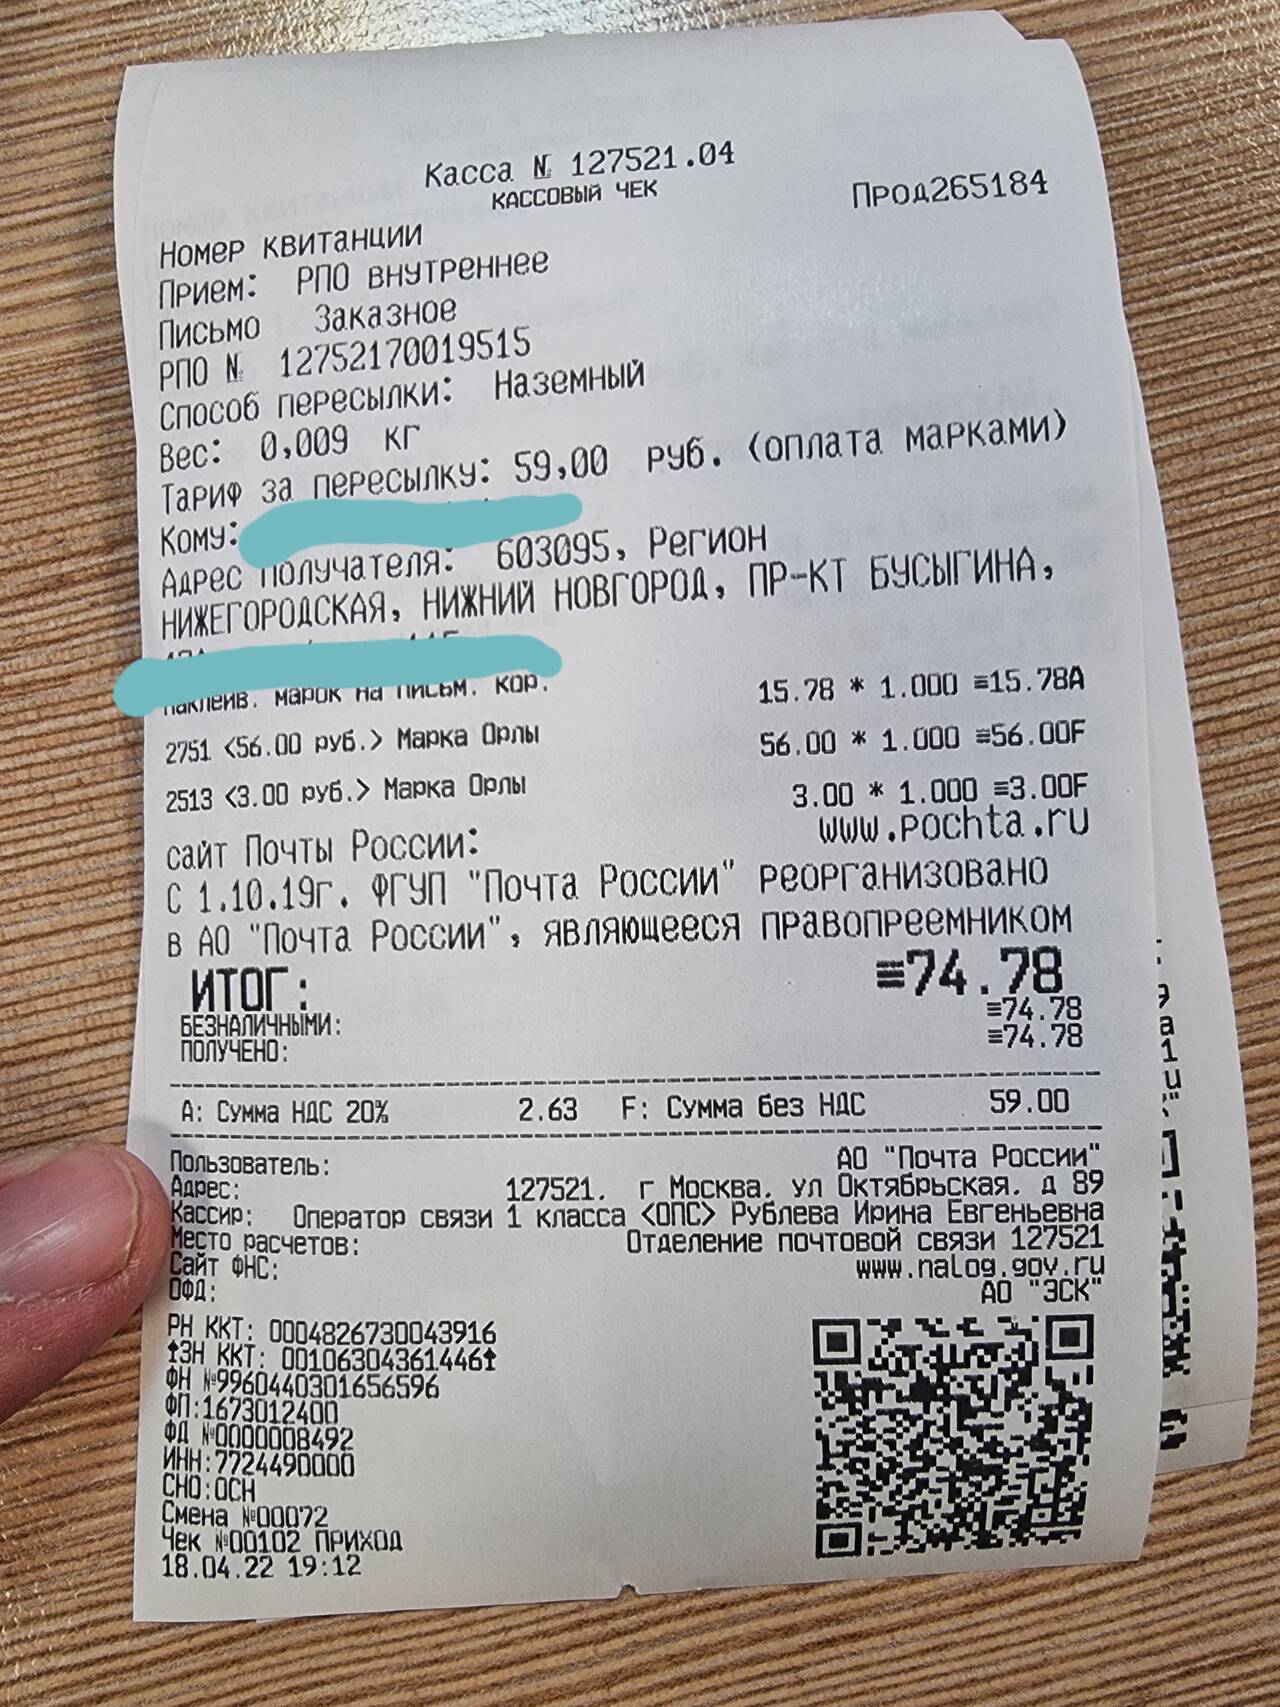 Касса № 127521.04
КАССОВЫЙ ЧЕК
Прод265184
Номер квитанции
Прием: РПО внутреннее
Письмо Заказное
РПО № 12752170019515
Способ пересылки: Наземный
Вес: 0,009 кг
Тариф за пересылку: 59,00 руб. (оплата марками)
Кому:
Адрес получателя: 603095, Регион
НИЖЕГОРОДСКАЯ, НИЖНИЙ НОВГОРОД, ПР-КТ БУСЫГИНА,
наклеив. марок на письм. кор. 15.78 * 1.000 ≡15.78А
2751 <56.00 руб.> Марка Орлы 56.00 * 1.000 ≡56.00F
2513 <3.00 руб.> Марка Орлы 3.00 * 1.000 ≡3.00F
сайт Почты России: www.pochta.ru
С 1.10.19г. ФГУП "Почта России" реорганизовано
в АО "Почта России", являющееся правопреемником
ИТОГ: ≡74.78
БЕЗНАЛИЧНЫМИ: ≡74.78
ПОЛУЧЕНО: ≡74.78
А: Сумма НДС 20% 2.63 F: Сумма без НДС 59.00
Пользователь: АО "Почта России"
Адрес: 127521. г Москва. ул Октябрьская. д 89
Кассир: Оператор связи 1 класса <ОПС> Рублева Ирина Евгеньевна
Место расчетов: Отделение почтовой связи 127521
Сайт ФНС: www.nalog.gov.ru
ОФД: АО "ЭСК"
РН ККТ: 0004826730043916
↥ЗН ККТ: 00106304361446↥
ФН №9960440301656596
ФП:1673012400
ФД №0000008492
ИНН:7724490000
СНО:ОСН
Смена №00072
Чек №00102 ПРИХОД
18.04.22 19:12